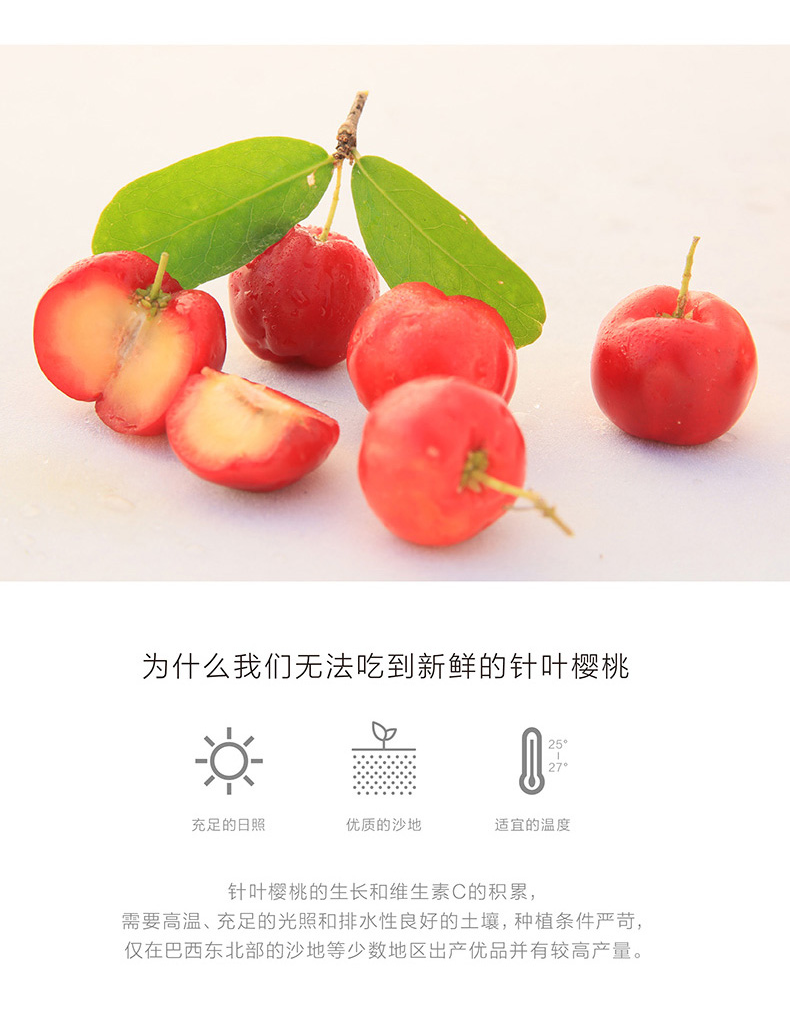 为什么我们无法吃到新鲜的针叶樱桃
25°
27°
充足的日照
优质的沙地
适宜的温度
针叶樱桃的生长和维生素C的积累，
需要高温、充足的光照和排水性良好的土壤，种植条件严苛，
仅在巴西东北部的沙地等少数地区出产优品并有较高产量。